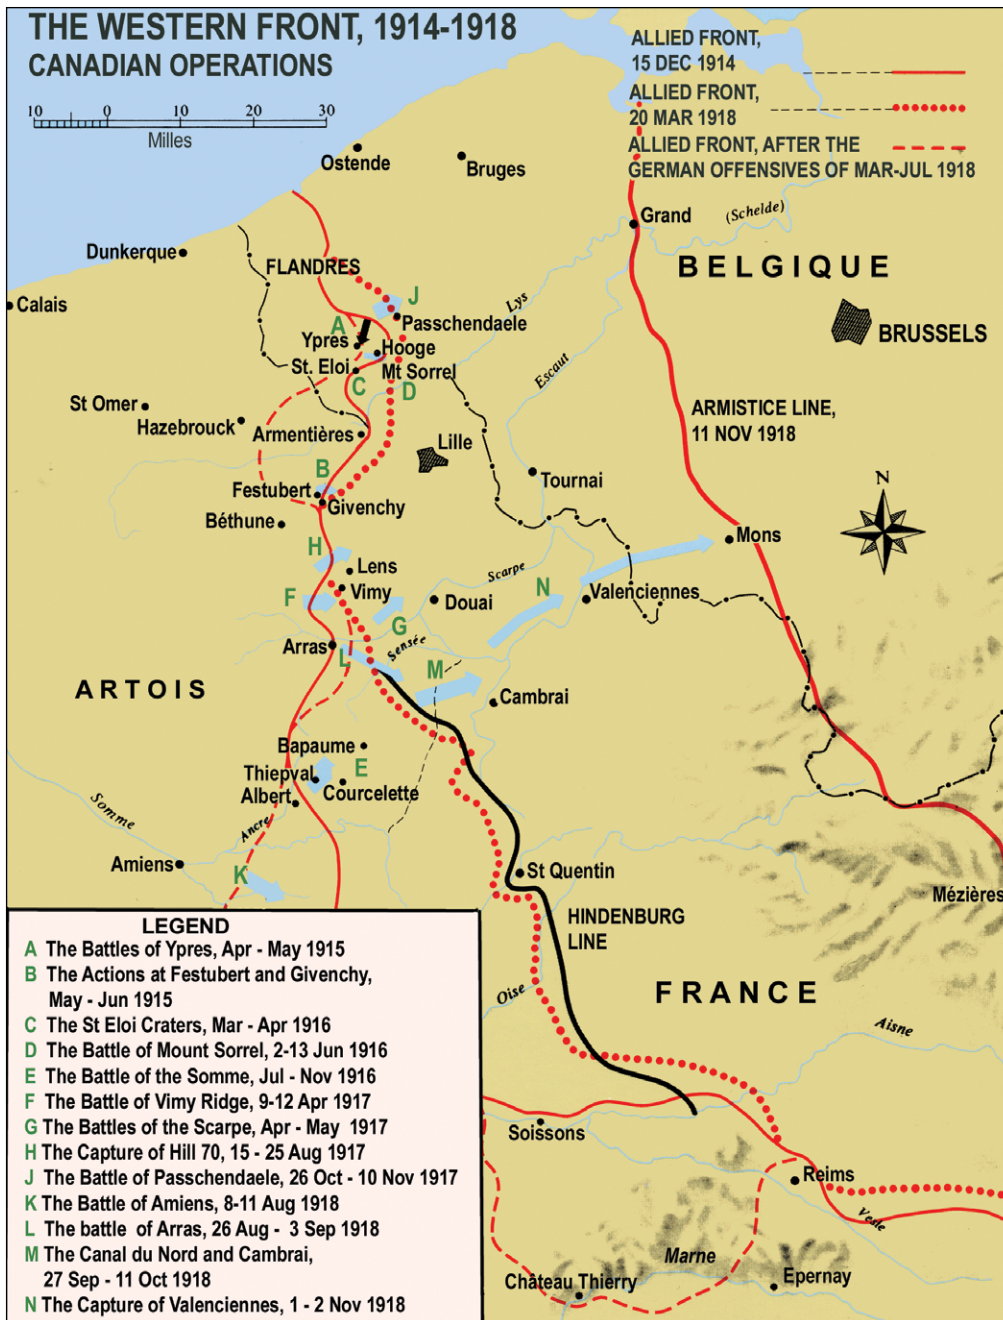 THE WESTERN FRONT, 1914-1918
CANADIAN OPERATIONS
10 0 10 20 30
Milles
ALLIED FRONT,
15 DEC 1914
ALLIED FRONT,
20 MAR 1918
ALLIED FRONT, AFTER THE
GERMAN OFFENSIVES OF MAR-JUL 1918
Ostende
Bruges
Grand
(Schelde)
Dunkerque
FLANDRES
BELGIQUE
Calais
J
Lys
A
Passchendaele
Ypres
Hooge
BRUSSELS
St. Eloi
Mt Sorrel
Escaut
C
D
St Omer
Hazebrouck
Armentières
Lille
ARMISTICE LINE,
11 NOV 1918
B
Festubert
Givenchy
Tournai
N
Béthune
Mons
H
Lens
Scarpe
Vimy
F
Douai
N
Valenciennes
G
Arras
L
Sensée
M
ARTOIS
Cambrai
Bapaume
Thiepval
E
Albert
Courcelette
Somme
Ancre
Amiens
K
St Quentin
Mézières
HINDENBURG
LINE
Oise
FRANCE
Aisne
Soissons
Reims
Vesle
Marne
Château Thierry
Epernay
LEGEND
A The Battles of Ypres, Apr - May 1915
B The Actions at Festubert and Givenchy,
May - Jun 1915
C The St Eloi Craters, Mar - Apr 1916
D The Battle of Mount Sorrel, 2-13 Jun 1916
E The Battle of the Somme, Jul - Nov 1916
F The Battle of Vimy Ridge, 9-12 Apr 1917
G The Battles of the Scarpe, Apr - May 1917
H The Capture of Hill 70, 15 - 25 Aug 1917
J The Battle of Passchendaele, 26 Oct - 10 Nov 1917
K The Battle of Amiens, 8-11 Aug 1918
L The battle of Arras, 26 Aug - 3 Sep 1918
M The Canal du Nord and Cambrai,
27 Sep - 11 Oct 1918
N The Capture of Valenciennes, 1 - 2 Nov 1918